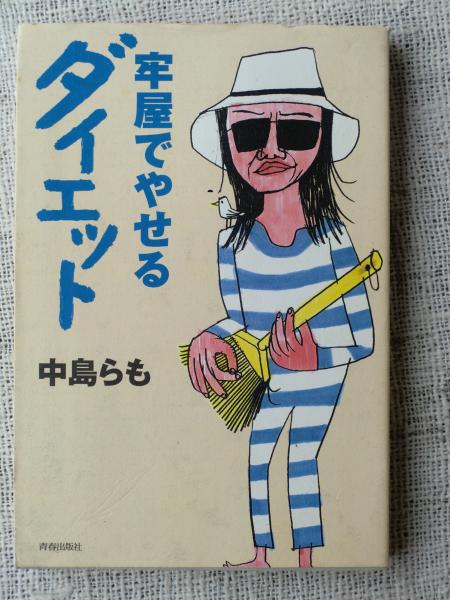 牢屋でやせる
ダイエット
中島らも
青春出版社